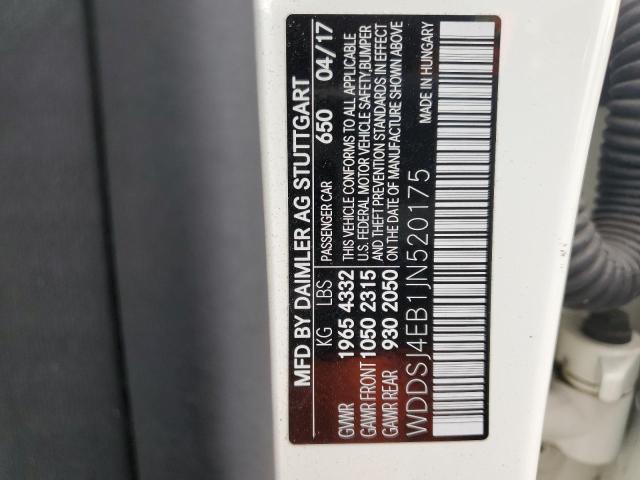 MFD BY DAIMLER AG STUTTGART
KG LBS PASSENGER CAR 650 04/17
GVWR 1965 4332 THIS VEHICLE CONFORMS TO ALL APPLICABLE
GAWR FRONT 1050 2315 U.S. FEDERAL MOTOR VEHICLE SAFETY, BUMPER
GAWR REAR 930 2050 AND THEFT PREVENTION STANDARDS IN EFFECT
ON THE DATE OF MANUFACTURE SHOWN ABOVE
MADE IN HUNGARY
WDDSJ4EB1JN520175